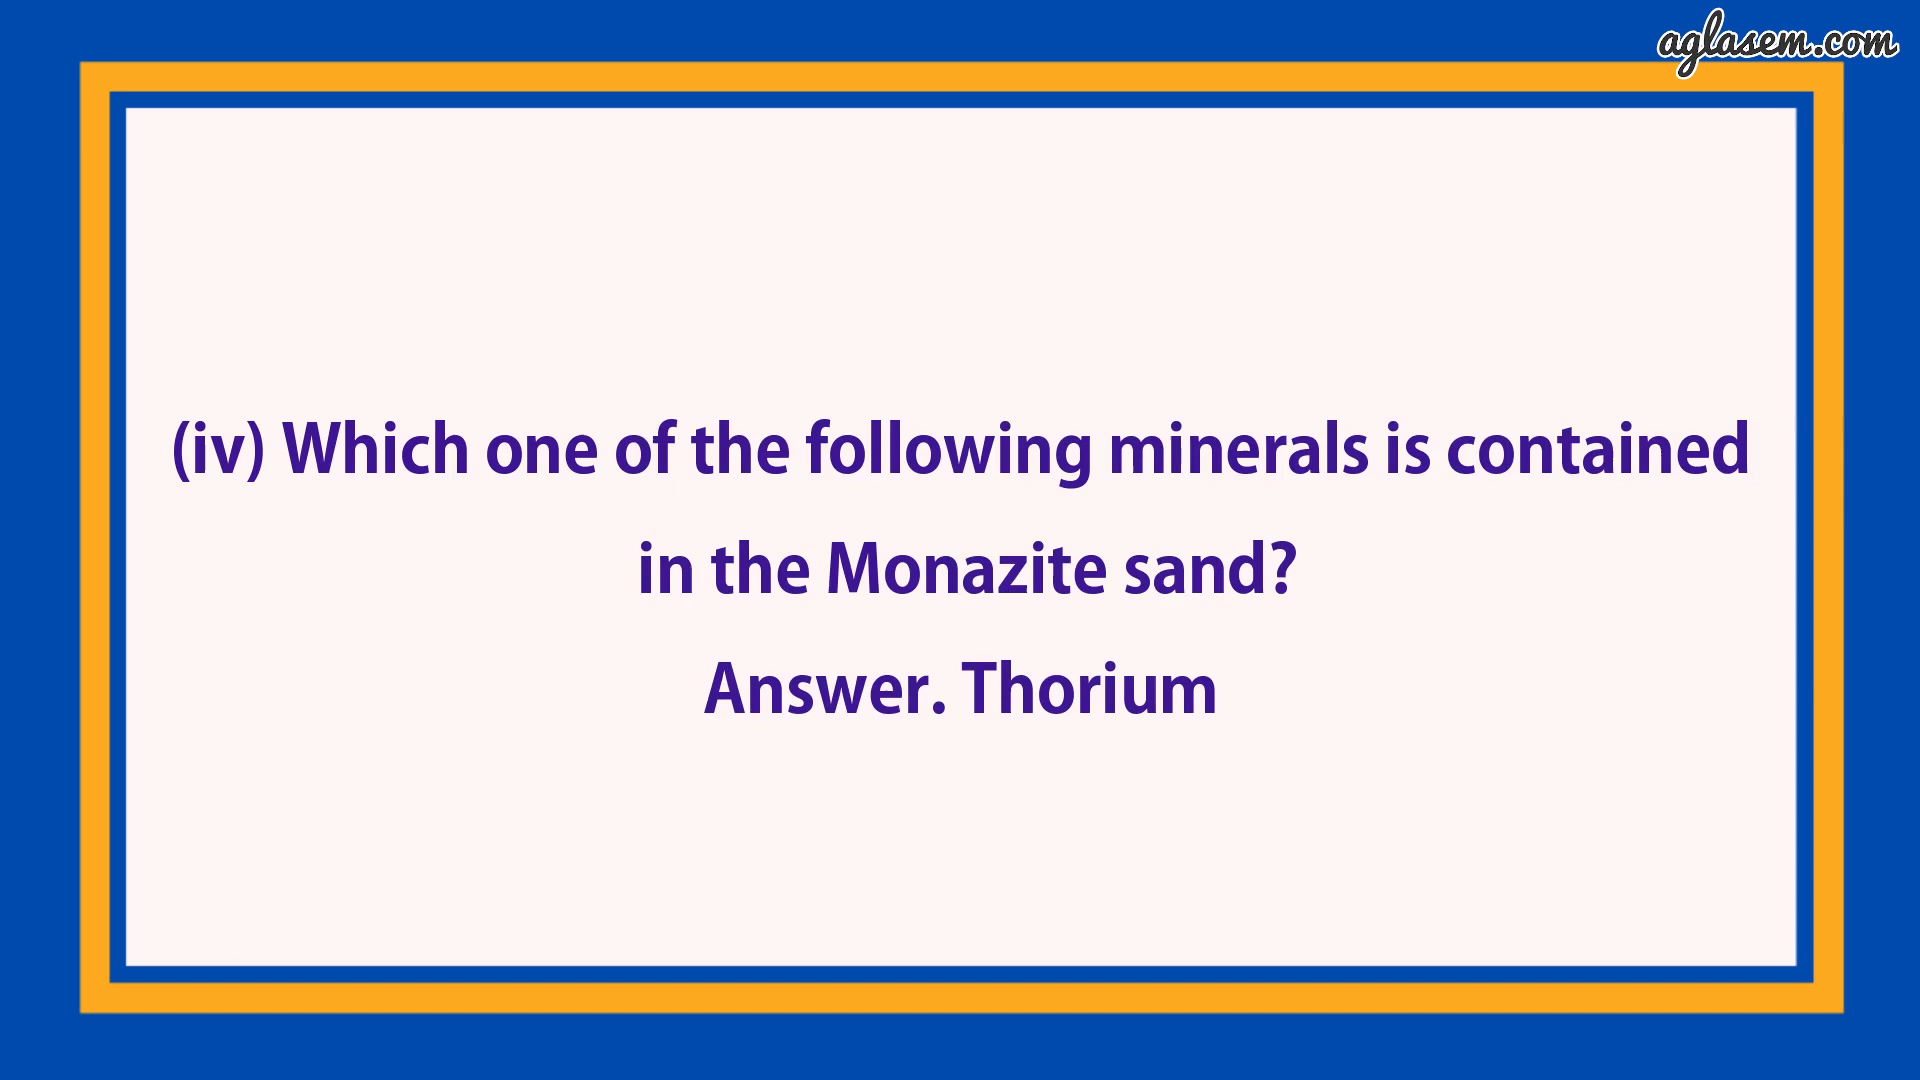 aglasem.com
(iv) Which one of the following minerals is contained
in the Monazite sand?
Answer. Thorium